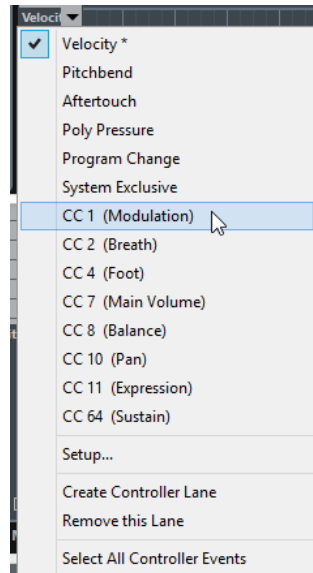 Velocit
Velocity *
Pitchbend
Aftertouch
Poly Pressure
Program Change
System Exclusive
CC 1 (Modulation)
CC 2 (Breath)
CC 4 (Foot)
CC 7 (Main Volume)
CC 8 (Balance)
CC 10 (Pan)
CC 11 (Expression)
CC 64 (Sustain)
Setup...
Create Controller Lane
Remove this Lane
Select All Controller Events